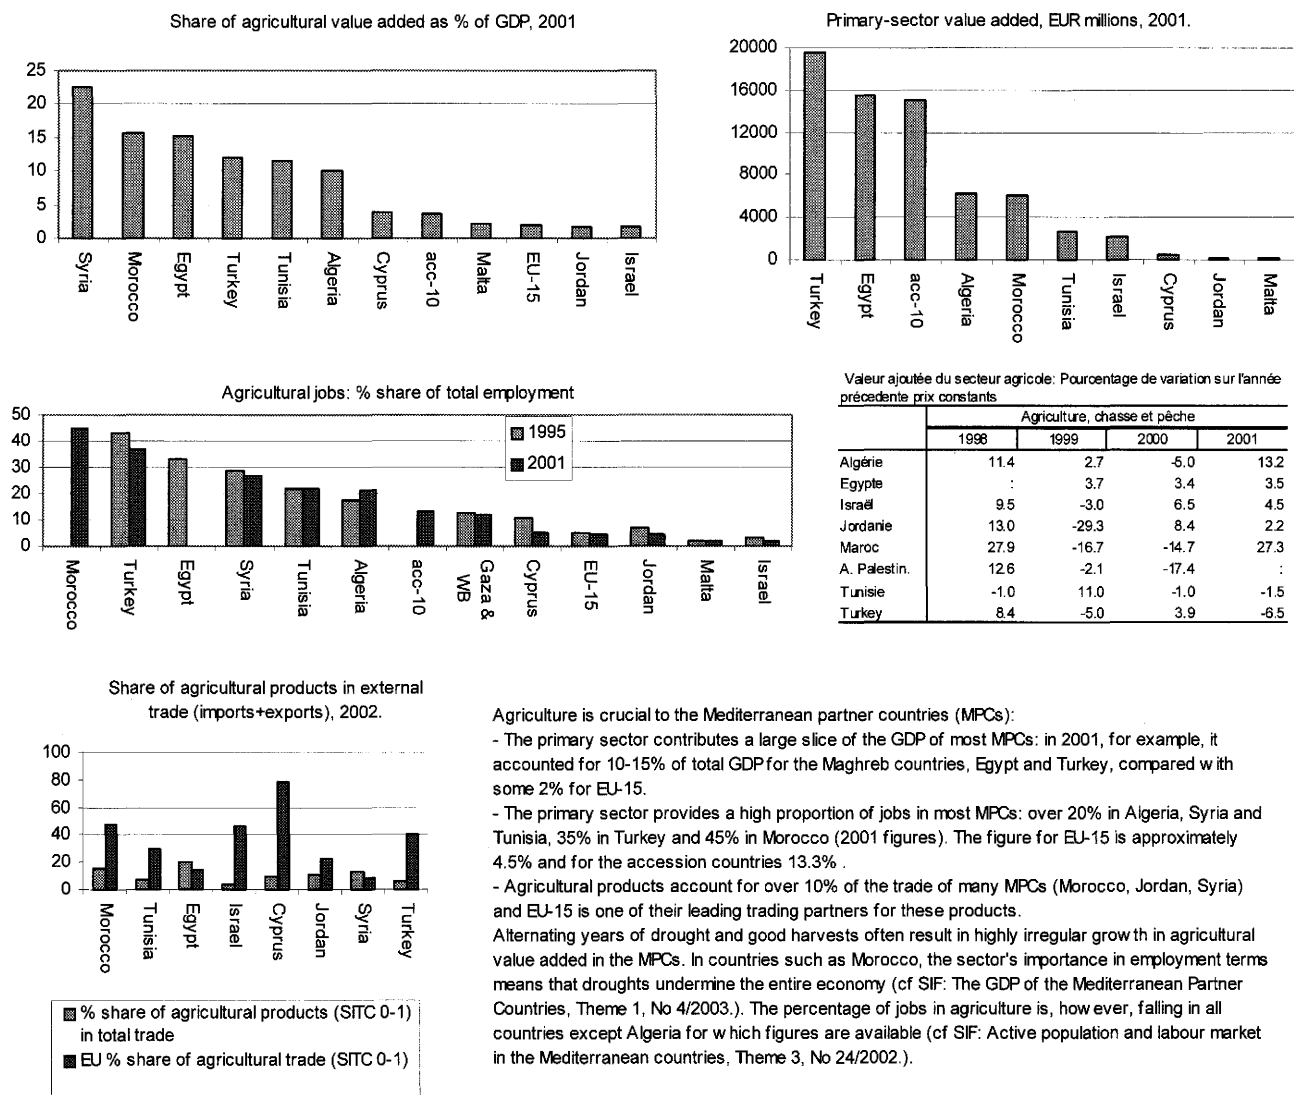 Share of agricultural value added as % of GDP, 2001
25
20
15
10
5
0
Syria
Morocco
Egypt
Turkey
Tunisia
Algeria
Cyprus
acc-10
Malta
EU-15
Jordan
Israel
Primary-sector value added, EUR millions, 2001.
20000
16000
12000
8000
4000
0
Turkey
Egypt
acc-10
Algeria
Morocco
Tunisia
Israel
Cyprus
Jordan
Malta
Agricultural jobs: % share of total employment
50
40
30
20
10
0
1995
2001
Morocco
Turkey
Egypt
Syria
Tunisia
Algeria
acc-10
Gaza &
WB
Cyprus
EU-15
Jordan
Malta
Israel
Valeur ajoutée du secteur agricole: Pourcentage de variation sur l'année
précedente prix constants
Agriculture, chasse et pêche
1998 1999 2000 2001
Algérie 11.4 2.7 -5.0 13.2
Egypte : 3.7 3.4 3.5
Israël 9.5 -3.0 6.5 4.5
Jordanie 13.0 -29.3 8.4 2.2
Maroc 27.9 -16.7 -14.7 27.3
A. Palestin. 12.6 -2.1 -17.4 :
Tunisie -1.0 11.0 -1.0 -1.5
Turkey 8.4 -5.0 3.9 -6.5
Share of agricultural products in external
trade (imports+exports), 2002.
100
80
60
40
20
0
Morocco
Tunisia
Egypt
Israel
Cyprus
Jordan
Syria
Turkey
% share of agricultural products (SITC 0-1)
in total trade
EU % share of agricultural trade (SITC 0-1)
Agriculture is crucial to the Mediterranean partner countries (MPCs):
- The primary sector contributes a large slice of the GDP of most MPCs: in 2001, for example, it
accounted for 10-15% of total GDP for the Maghreb countries, Egypt and Turkey, compared with
some 2% for EU-15.
- The primary sector provides a high proportion of jobs in most MPCs: over 20% in Algeria, Syria and
Tunisia, 35% in Turkey and 45% in Morocco (2001 figures). The figure for EU-15 is approximately
4.5% and for the accession countries 13.3% .
- Agricultural products account for over 10% of the trade of many MPCs (Morocco, Jordan, Syria)
and EU-15 is one of their leading trading partners for these products.
Alternating years of drought and good harvests often result in highly irregular growth in agricultural
value added in the MPCs. In countries such as Morocco, the sector's importance in employment terms
means that droughts undermine the entire economy (cf SIF: The GDP of the Mediterranean Partner
Countries, Theme 1, No 4/2003.). The percentage of jobs in agriculture is, however, falling in all
countries except Algeria for which figures are available (cf SIF: Active population and labour market
in the Mediterranean countries, Theme 3, No 24/2002.).